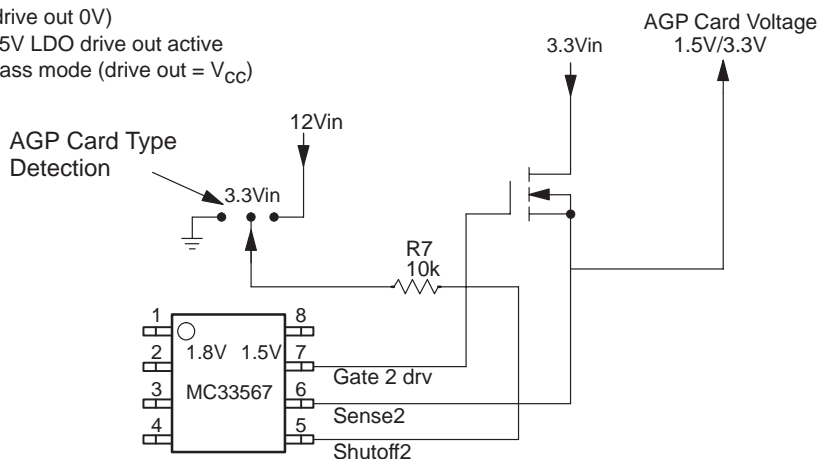 drive out 0V)
5V LDO drive out active
ass mode (drive out = VCC)
AGP Card Voltage
1.5V/3.3V
3.3Vin
12Vin
AGP Card Type
Detection
3.3Vin
R7
10k
1
8
2
1.8V 1.5V
7
Gate 2 drv
3
MC33567
6
Sense2
4
5
Shutoff2